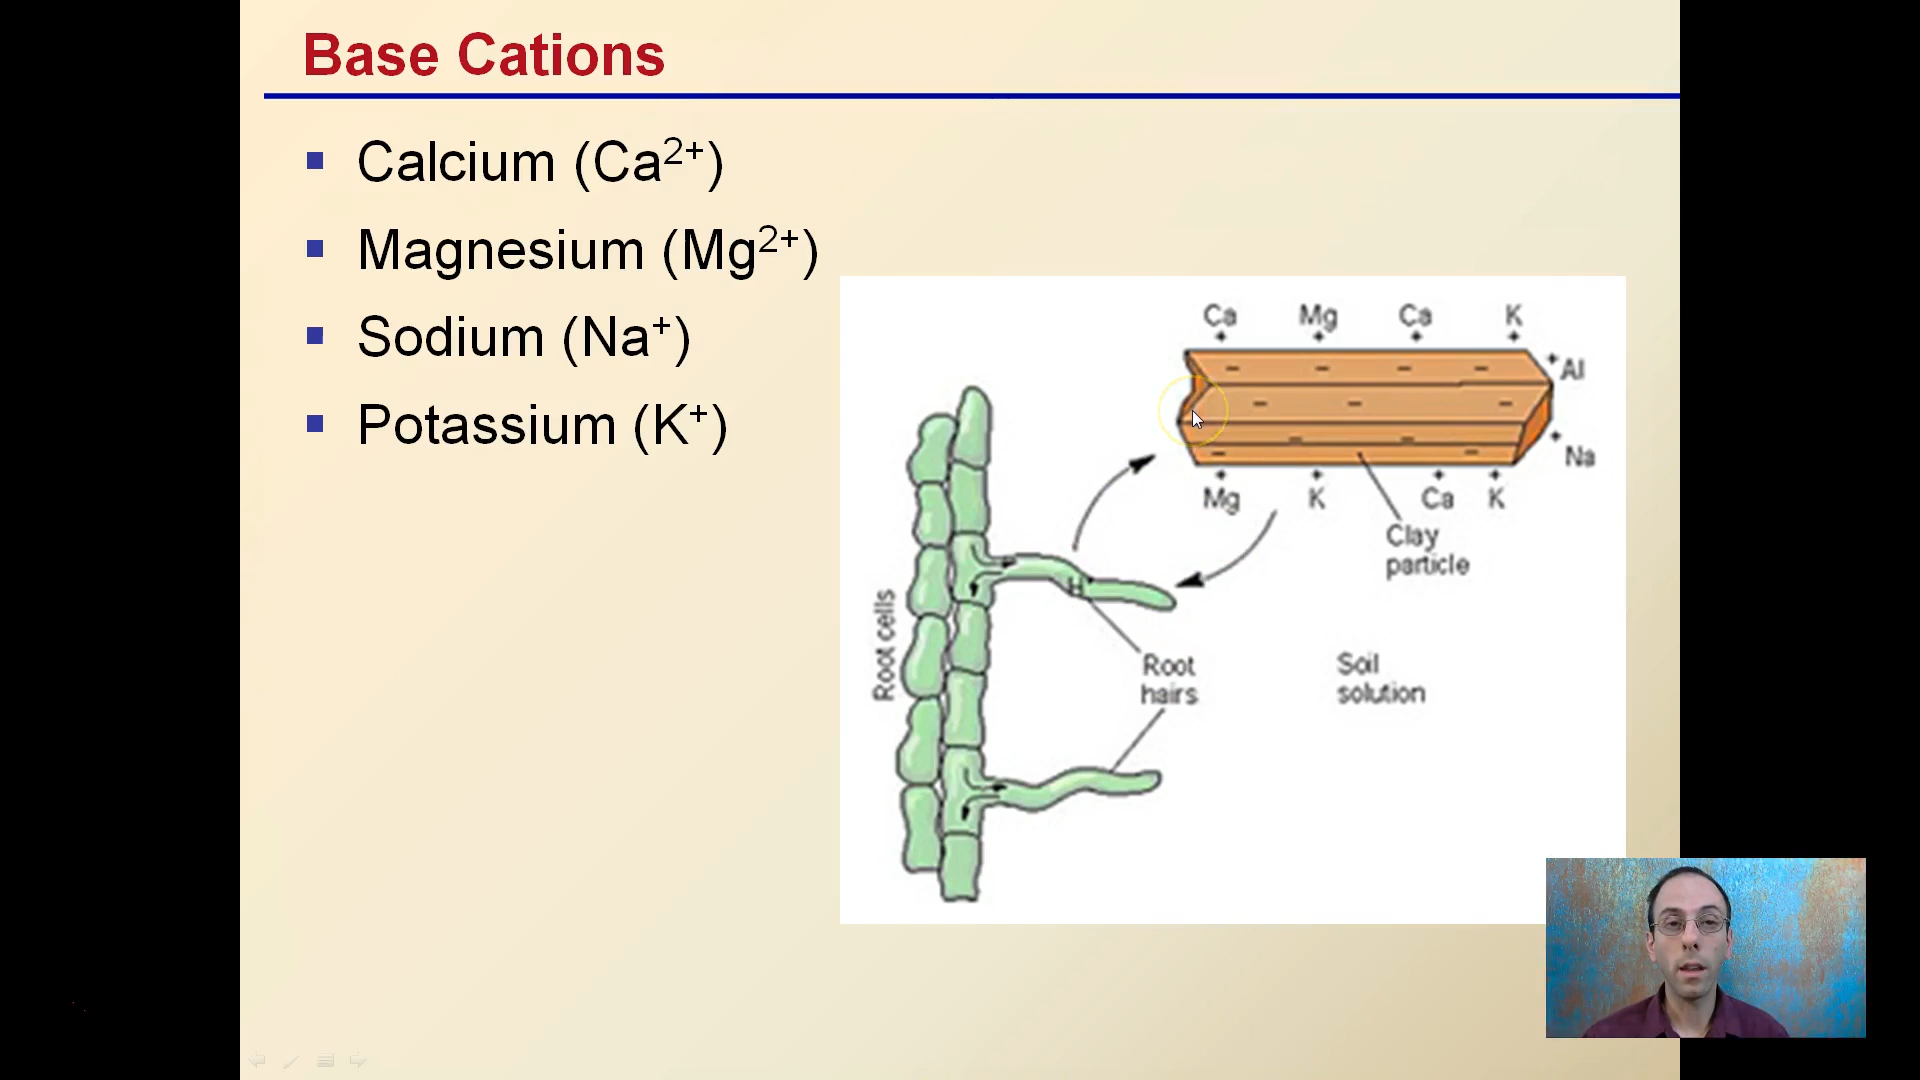 Base Cations
Calcium (Ca²⁺)
Magnesium (Mg²⁺)
Sodium (Na⁺)
Potassium (K⁺)
Ca Mg Ca K
+ + + +
- - - -
+ Al
- - -
- -
+
- -
Na
+ + + +
Mg K Ca K
Clay
particle
H
Root cells
Root
hairs
Soil
solution